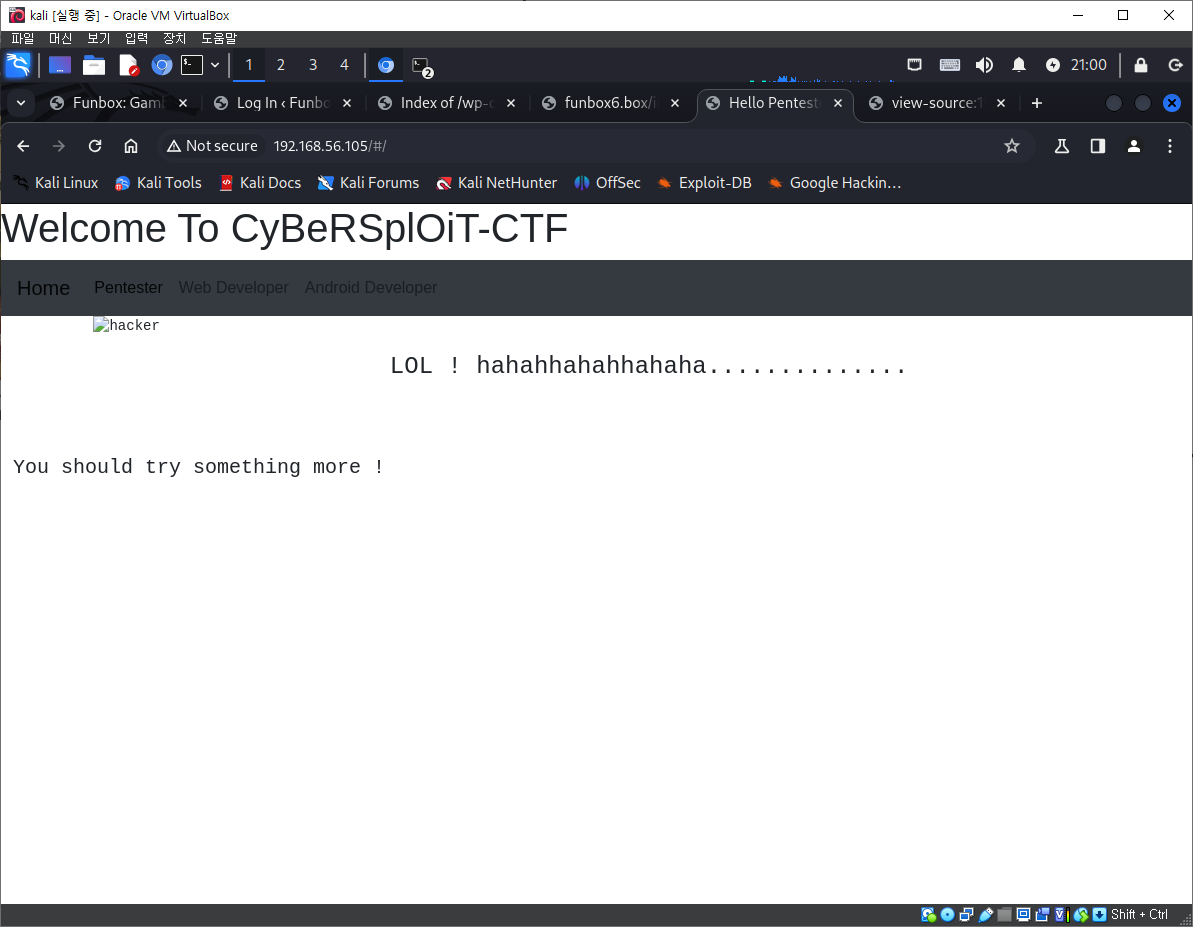 kali [실행 중] - Oracle VM VirtualBox
파일 머신 보기 입력 장치 도움말
1 2 3 4 2 21:00
Funbox: Gam Log In ‹ Funbo Index of /wp- funbox6.box/i Hello Pentest view-source:1
Not secure 192.168.56.105/#/
Kali Linux Kali Tools Kali Docs Kali Forums Kali NetHunter OffSec Exploit-DB Google Hackin…
Welcome To CyBeRSplOiT-CTF
Home Pentester Web Developer Android Developer
hacker
LOL ! hahahhahahhahaha..............
You should try something more !
Shift + Ctrl